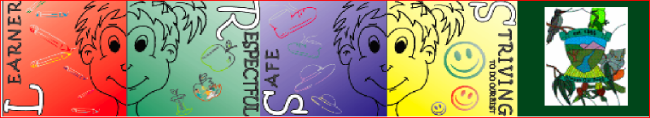 LEARNER
RESPECTFUL
SAFE
STRIVING
TO DO OUR BEST